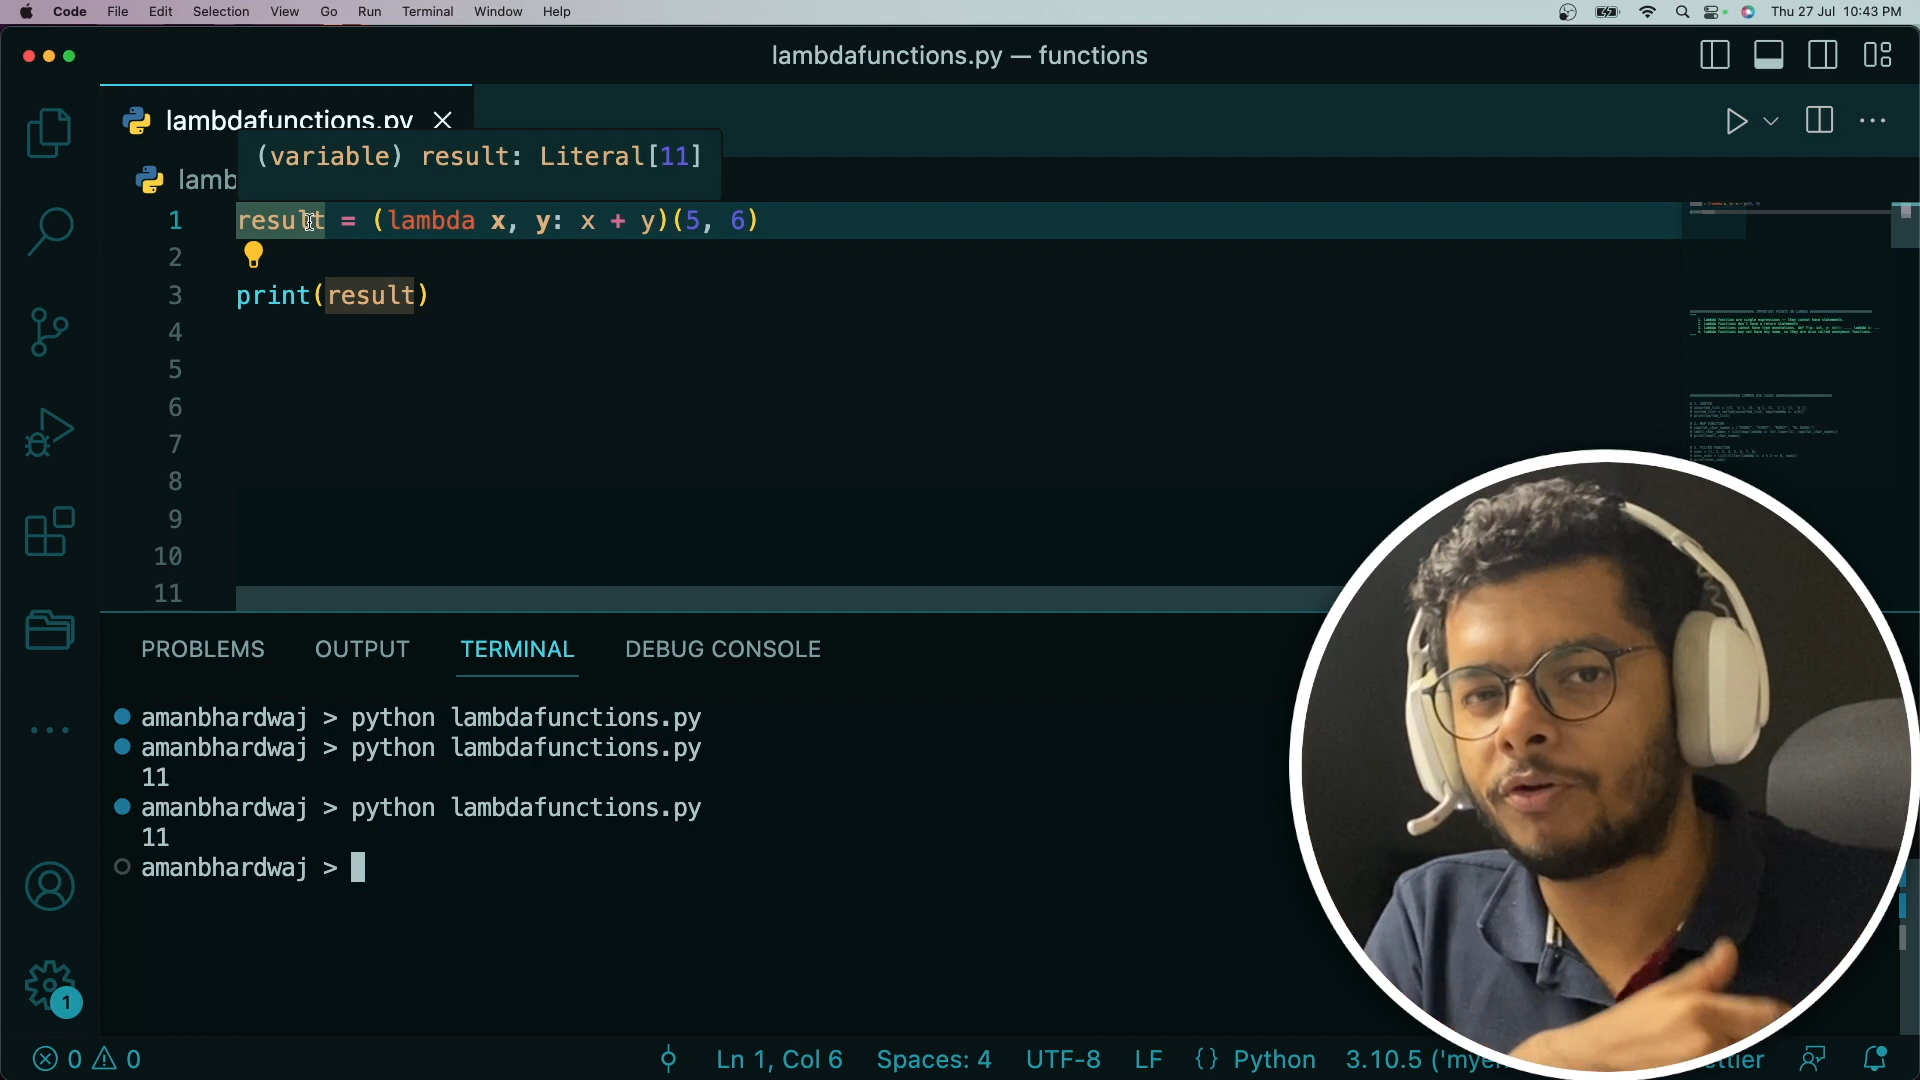 Code File Edit Selection View Go Run Terminal Window Help Thu 27 Jul 10:43 PM
lambdafunctions.py — functions
lambdafunctions.py
(variable) result: Literal[11]
lamb
1 result = (lambda x, y: x + y)(5, 6)
2
3 print(result)
4
5
6
7
8
9
10
11
PROBLEMS OUTPUT TERMINAL DEBUG CONSOLE
amanbhardwaj > python lambdafunctions.py
amanbhardwaj > python lambdafunctions.py
11
amanbhardwaj > python lambdafunctions.py
11
amanbhardwaj >
1
0 0 Ln 1, Col 6 Spaces: 4 UTF-8 LF {} Python 3.10.5